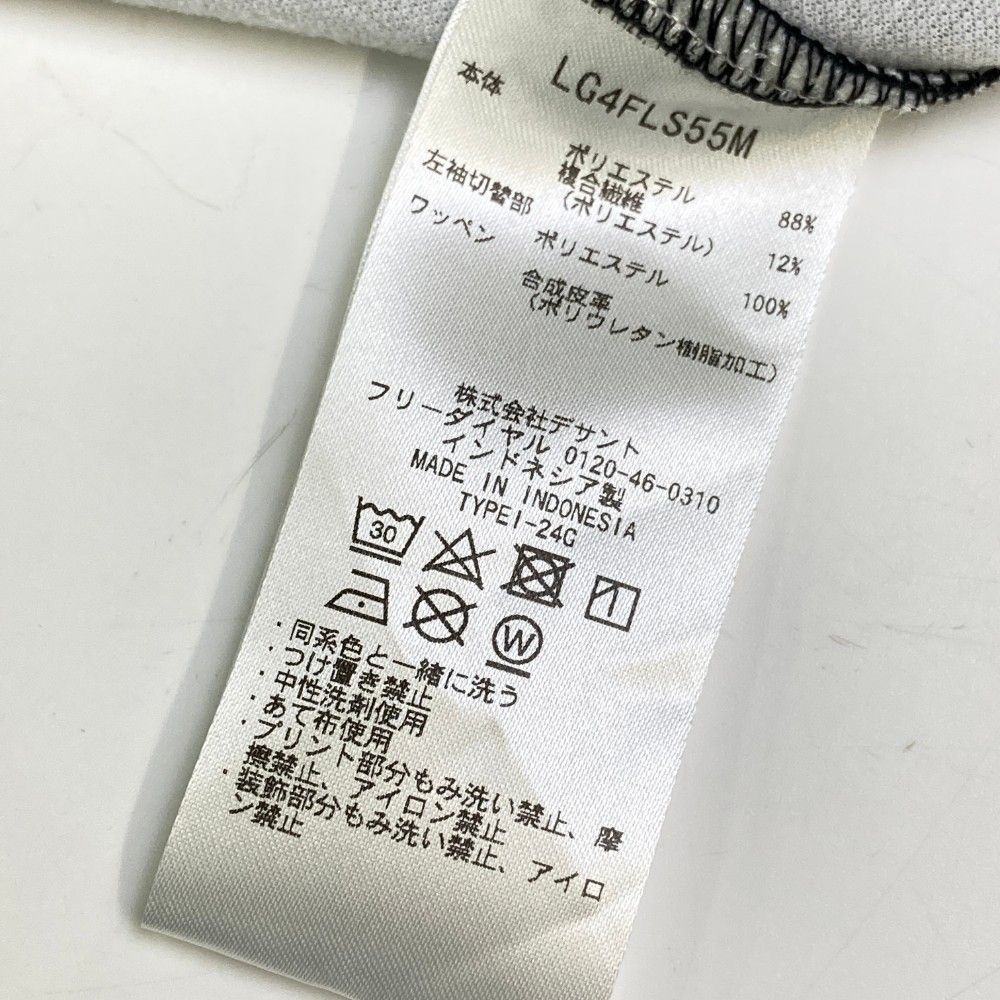 LG4FLS55M
本体 ポリエステル 88%
複合繊維
(ポリエステル) 12%
左袖切替部 ポリエステル 100%
ワッペン 合成皮革
(ポリウレタン樹脂加工)
株式会社デサント
フリーダイヤル 0120-46-0310
インドネシア製
MADE IN INDONESIA
TYPEI-24G
30
W
・同系色と一緒に洗う
・つけ置き禁止
・中性洗剤使用
・あて布使用
・プリント部分もみ洗い禁止、摩
擦禁止、アイロン禁止
・装飾部分もみ洗い禁止、アイロ
ン禁止